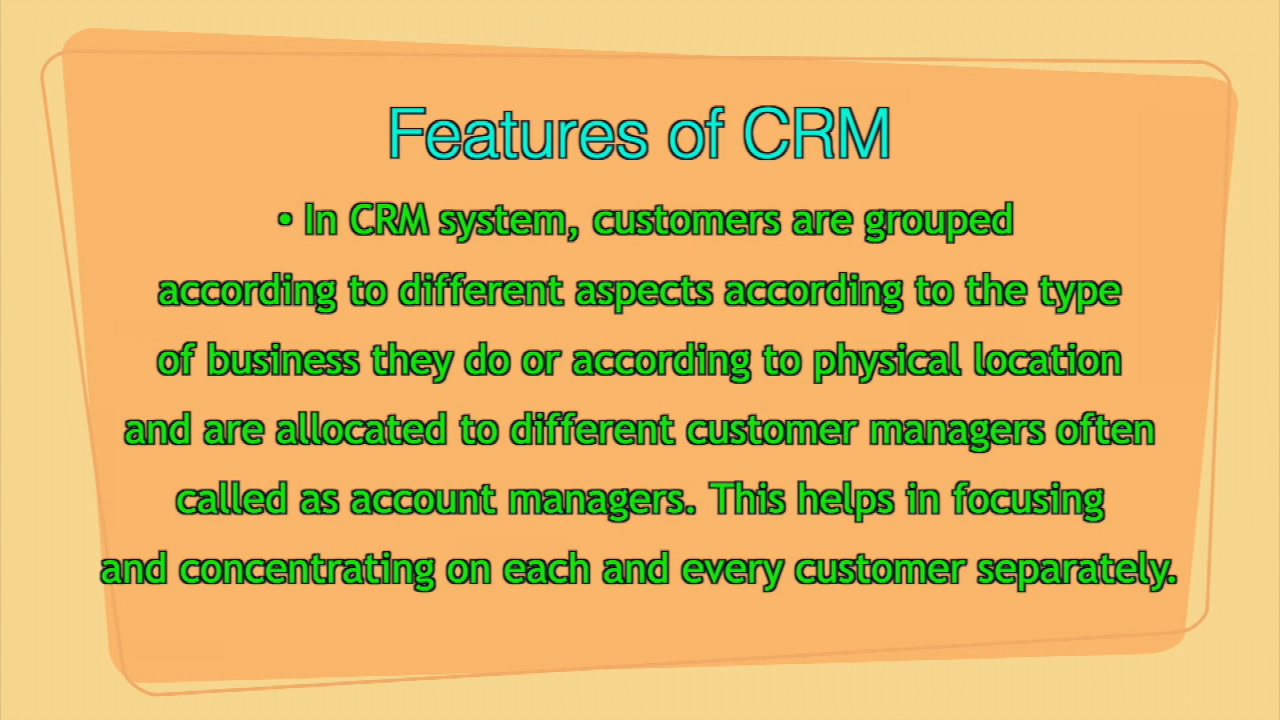 Features of CRM
• In CRM system, customers are grouped
according to different aspects according to the type
of business they do or according to physical location
and are allocated to different customer managers often
called as account managers. This helps in focusing
and concentrating on each and every customer separately.